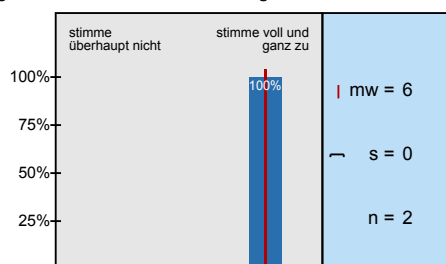 stimme
überhaupt nicht
stimme voll und
ganz zu
100%
75%
50%
25%
100%
mw = 6
s = 0
n = 2